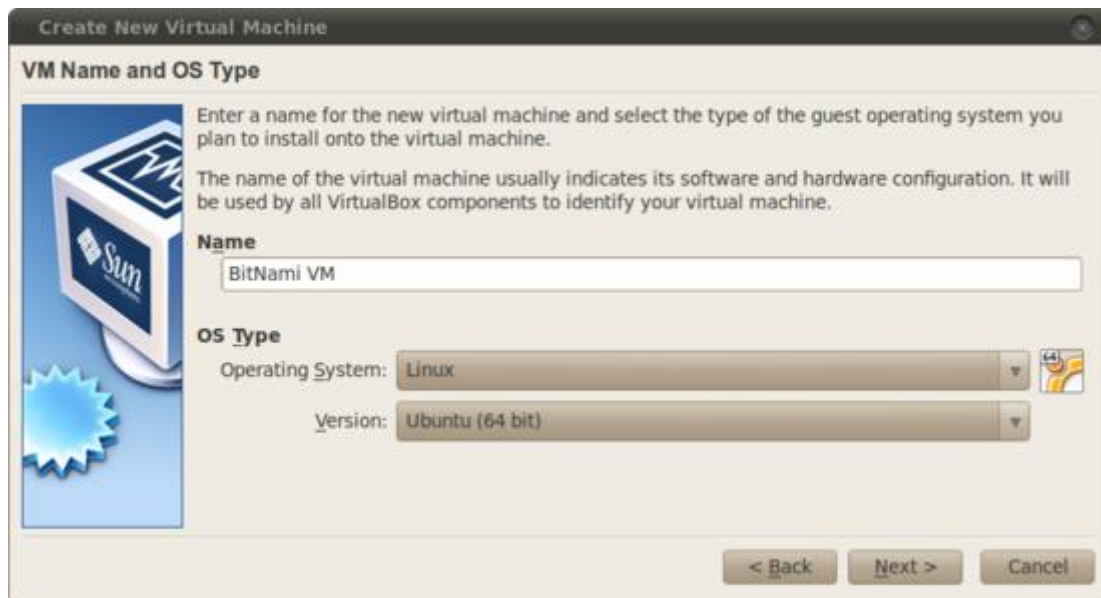 Create New Virtual Machine
VM Name and OS Type
Enter a name for the new virtual machine and select the type of the guest operating system you
plan to install onto the virtual machine.
The name of the virtual machine usually indicates its software and hardware configuration. It will
be used by all VirtualBox components to identify your virtual machine.
Sun
Name
BitNami VM
OS Type
Operating System: Linux
64
Version: Ubuntu (64 bit)
< Back Next > Cancel